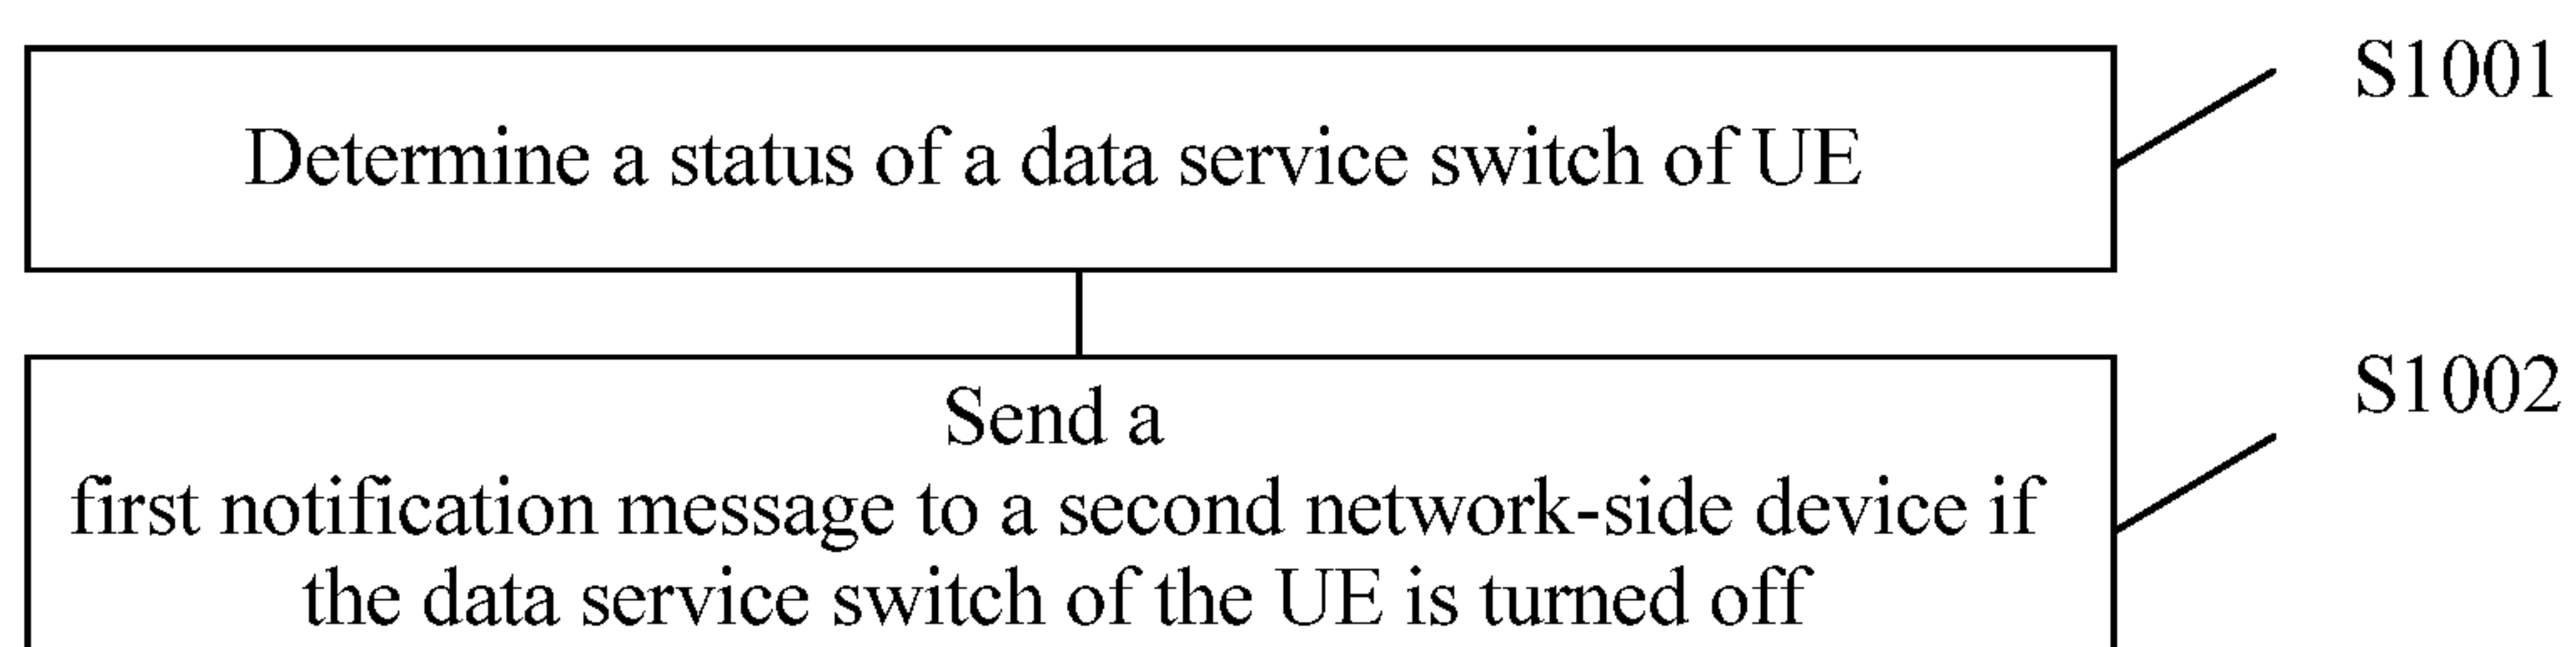 S1001
Determine a status of a data service switch of UE
S1002
Send a
first notification message to a second network-side device if
the data service switch of the UE is turned off